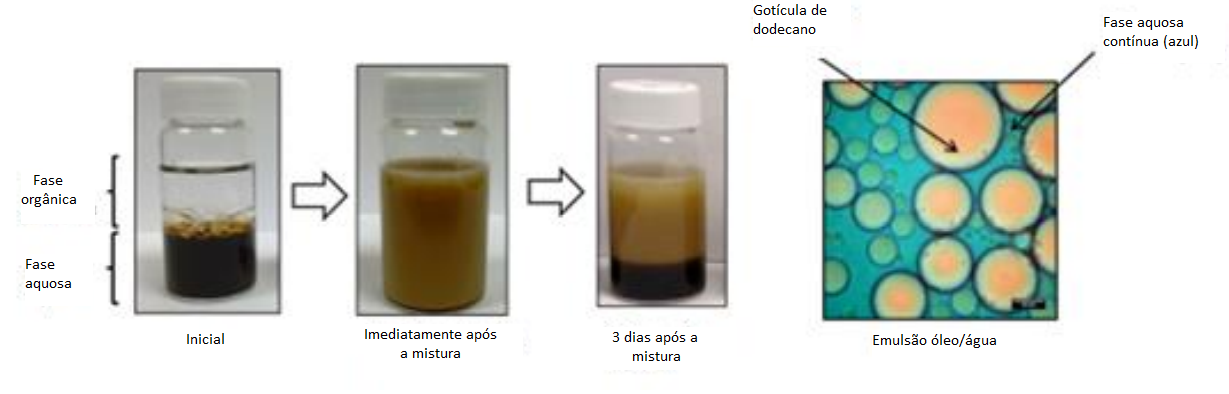 Gotícula de
dodecano
Fase aquosa
contínua (azul)
Fase
orgânica
Fase
aquosa
Inicial
Imediatamente após
a mistura
3 dias após a
mistura
Emulsão óleo/água